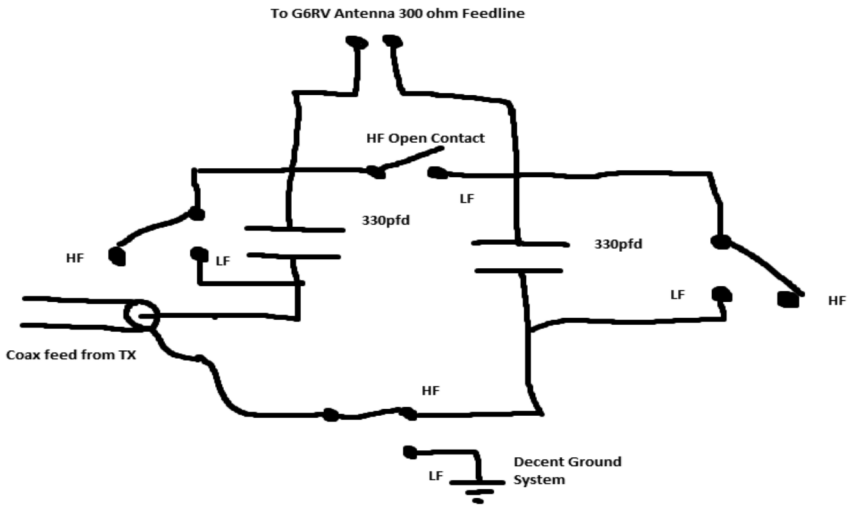 To G6RV Antenna 300 ohm Feedline
HF Open Contact
LF
330pfd
330pfd
HF
LF
LF
HF
Coax feed from TX
HF
LF
Decent Ground
System